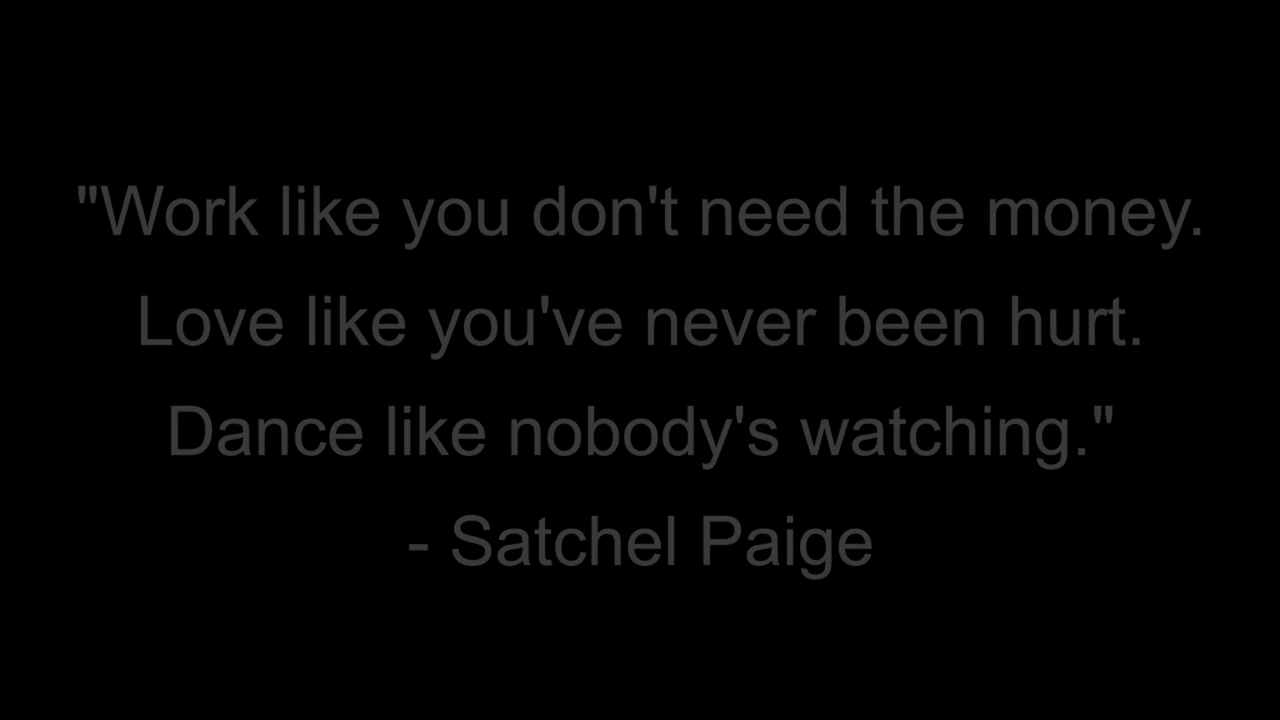 "Work like you don't need the money.
Love like you've never been hurt.
Dance like nobody's watching."
- Satchel Paige